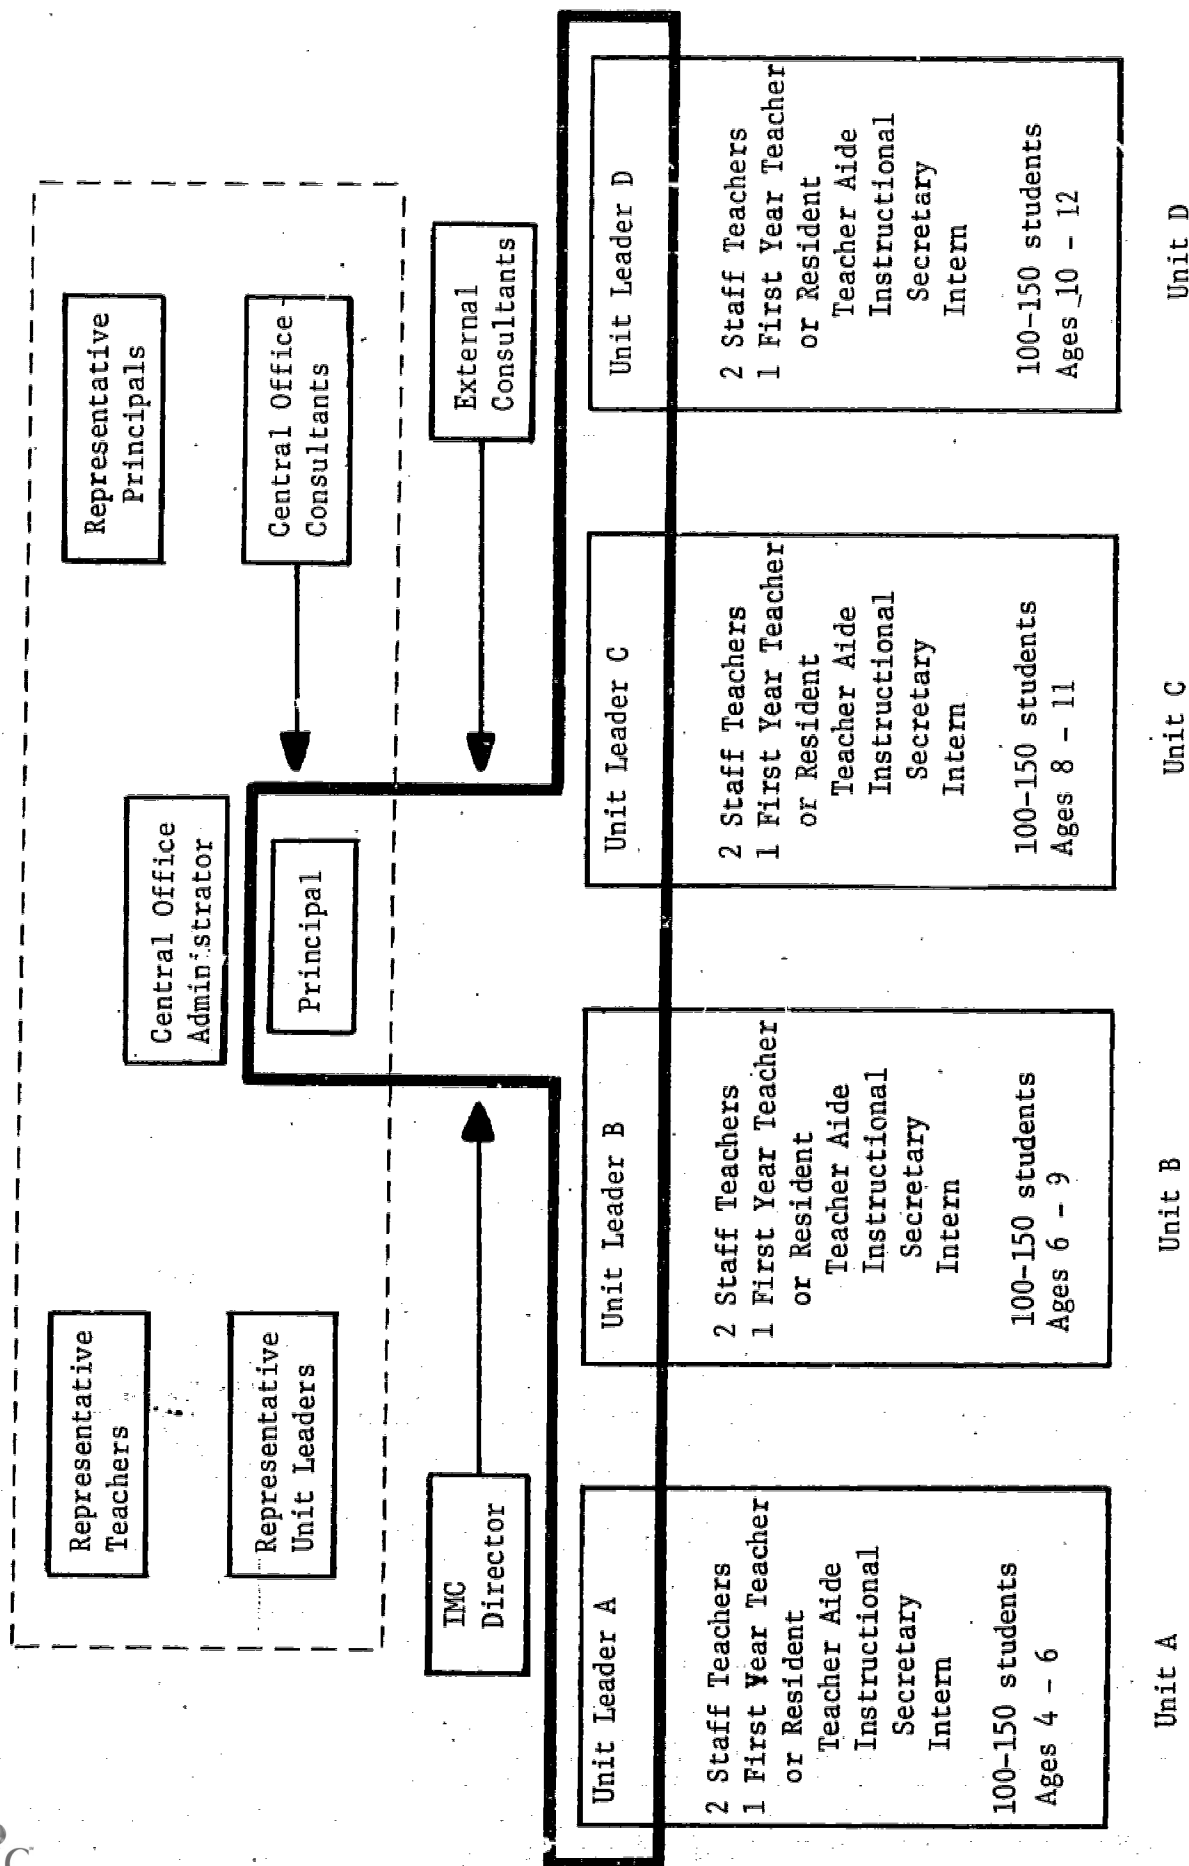 Representative
Teachers
Representative
Unit Leaders
Central Office
Administrator
Principal
Representative
Principals
Central Office
Consultants
IMC
Director
External
Consultants
Unit Leader A
2 Staff Teachers
1 First Year Teacher
or Resident
Teacher Aide
Instructional
Secretary
Intern
100-150 students
Ages 4 - 6
Unit A
Unit Leader B
2 Staff Teachers
1 First Year Teacher
or Resident
Teacher Aide
Instructional
Secretary
Intern
100-150 students
Ages 6 - 9
Unit B
Unit Leader C
2 Staff Teachers
1 First Year Teacher
or Resident
Teacher Aide
Instructional
Secretary
Intern
100-150 students
Ages 8 - 11
Unit C
Unit Leader D
2 Staff Teachers
1 First Year Teacher
or Resident
Teacher Aide
Instructional
Secretary
Intern
100-150 students
Ages 10 - 12
Unit D